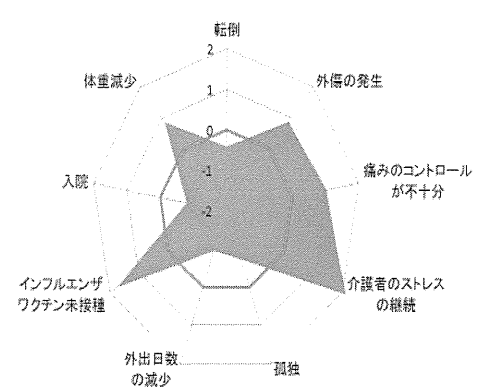 転倒
2
体重減少
外傷の発生
1
0
痛みのコントロール
が不十分
入院
-1
-2
インフルエンザ
ワクチン未接種
介護者のストレス
の継続
外出日数
の減少
孤独